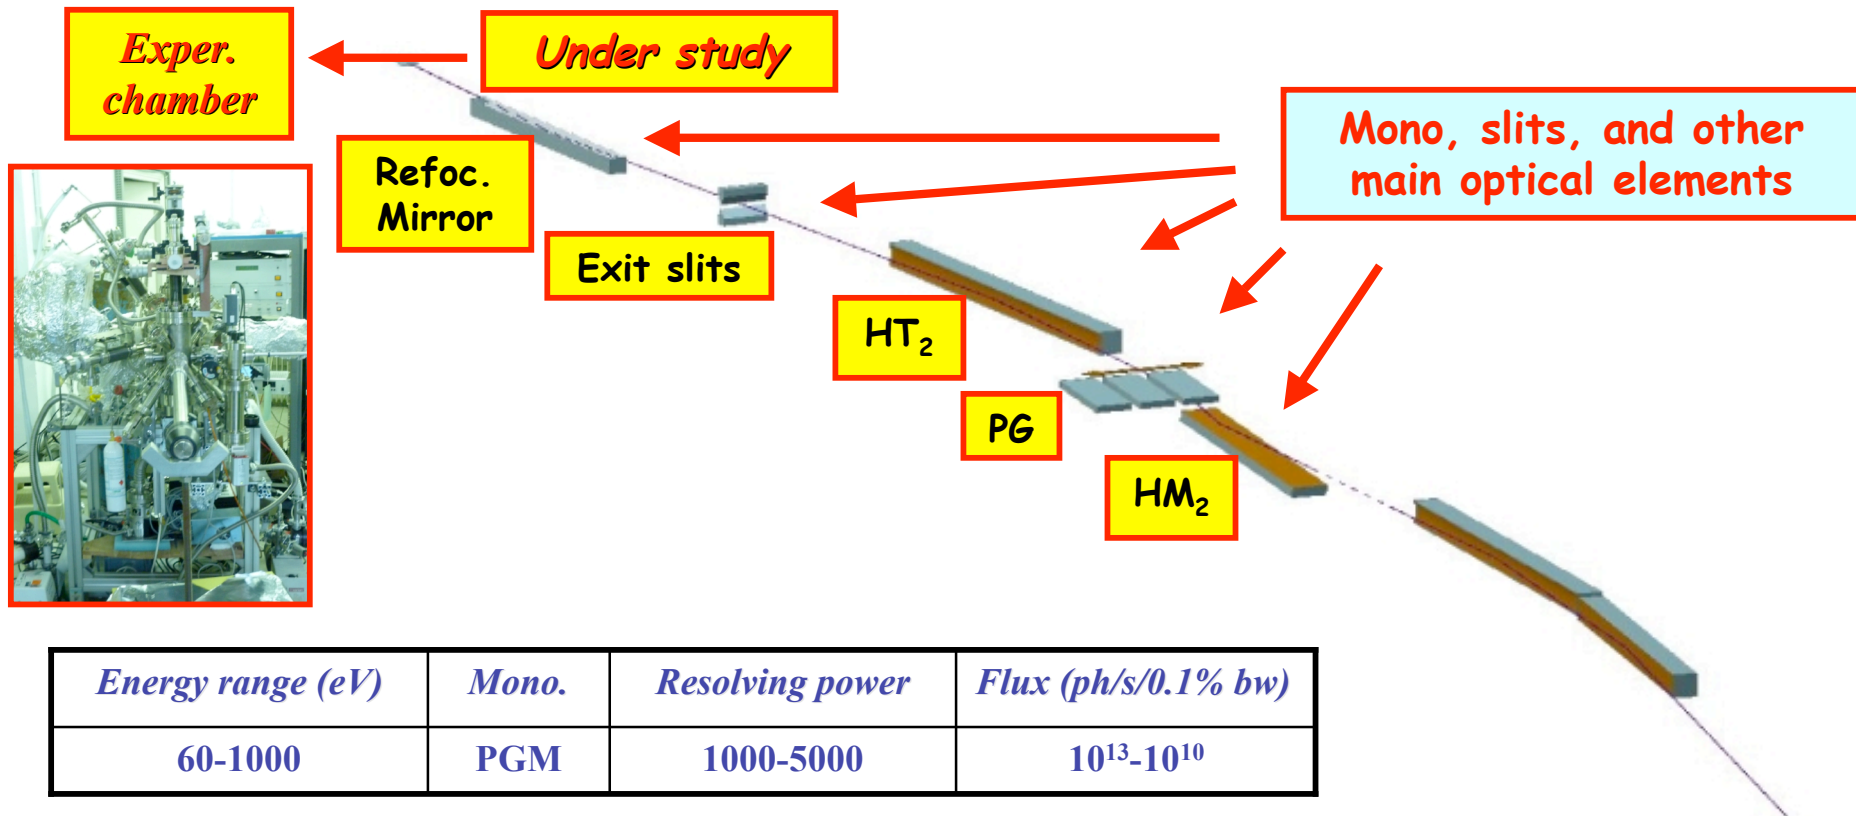 Exper.
chamber
Under study
Mono, slits, and other
main optical elements
Refoc.
Mirror
Exit slits
HT₂
PG
HM₂
Energy range (eV) Mono. Resolving power Flux (ph/s/0.1% bw)
60-1000 PGM 1000-5000 10¹³-10¹⁰